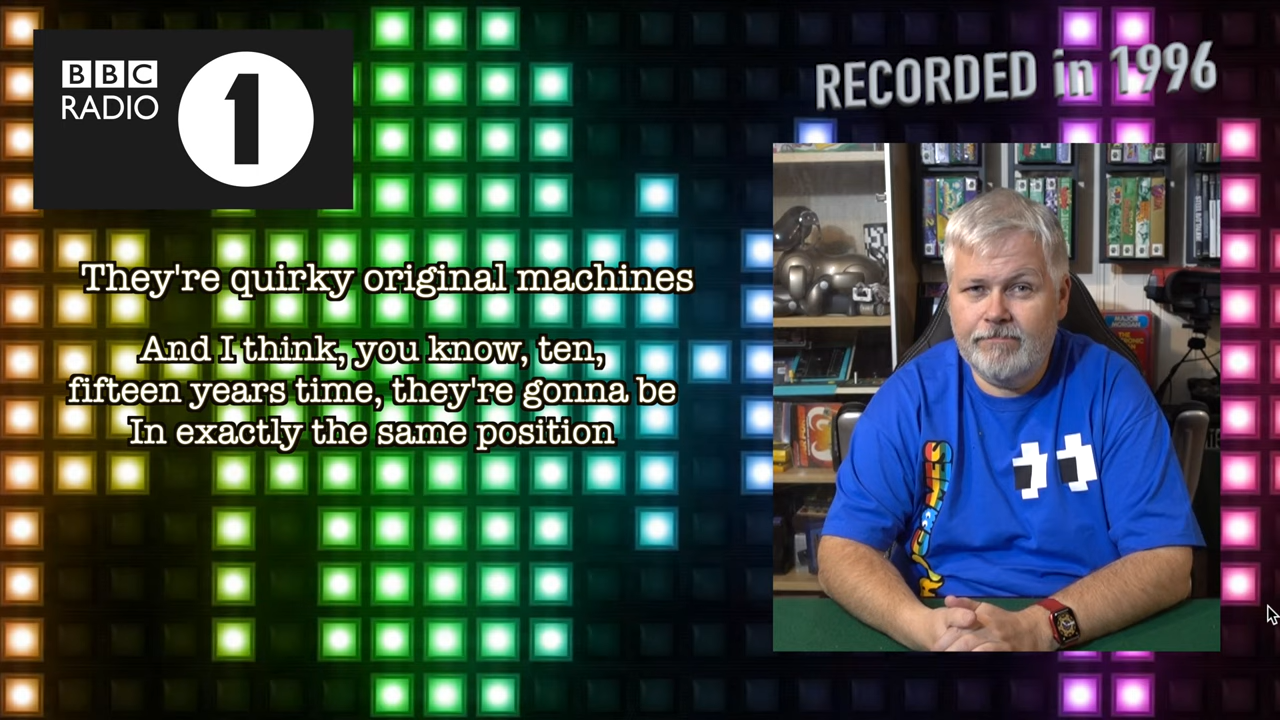 BBC
RADIO
1
RECORDED in 1996
They're quirky original machines
And I think, you know, ten,
fifteen years time, they're gonna be
In exactly the same position